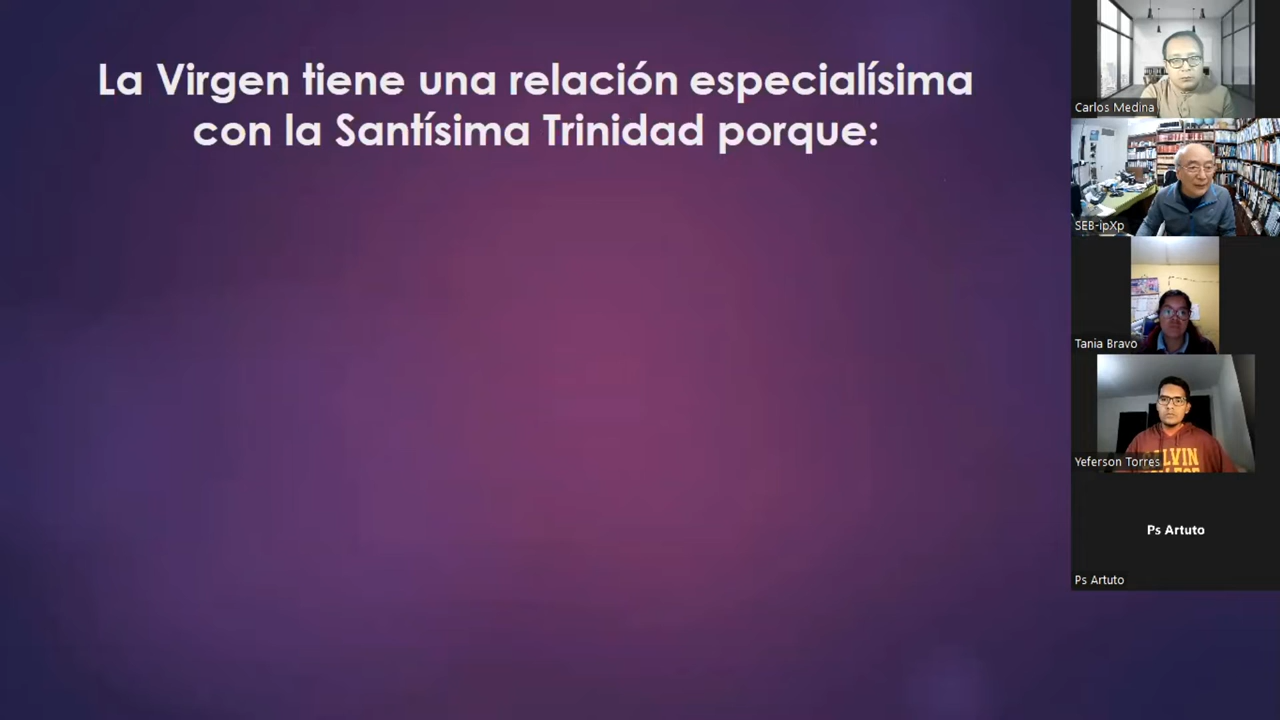 La Virgen tiene una relación especialísima
con la Santísima Trinidad porque:
Carlos Medina
SEB-ipXp
Tania Bravo
Yeferson Torres
Ps Artuto
Ps Artuto